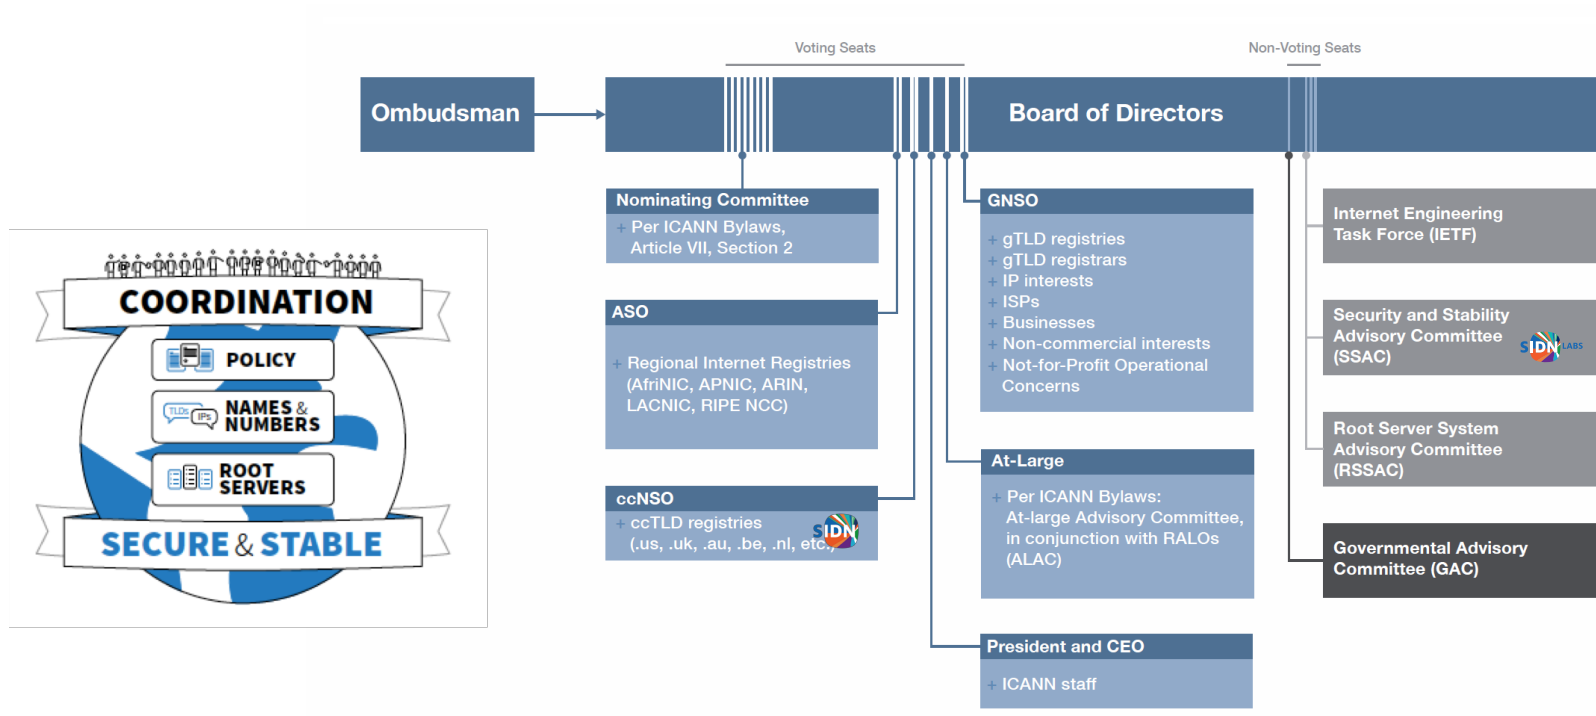 Voting Seats
Non-Voting Seats
Ombudsman
Board of Directors
Nominating Committee
+ Per ICANN Bylaws,
Article VII, Section 2
ASO
+ Regional Internet Registries
(AfriNIC, APNIC, ARIN,
LACNIC, RIPE NCC)
ccNSO
+ ccTLD registries
(.us, .uk, .au, .be, .nl, etc.)
SIDN
GNSO
+ gTLD registries
+ gTLD registrars
+ IP interests
+ ISPs
+ Businesses
+ Non-commercial interests
+ Not-for-Profit Operational
Concerns
At-Large
+ Per ICANN Bylaws:
At-large Advisory Committee,
in conjunction with RALOs
(ALAC)
President and CEO
+ ICANN staff
Internet Engineering
Task Force (IETF)
Security and Stability
Advisory Committee
(SSAC)
SIDN LABS
Root Server System
Advisory Committee
(RSSAC)
Governmental Advisory
Committee (GAC)
COORDINATION
POLICY
TLDs IPs
NAMES &
NUMBERS
ROOT
SERVERS
SECURE & STABLE